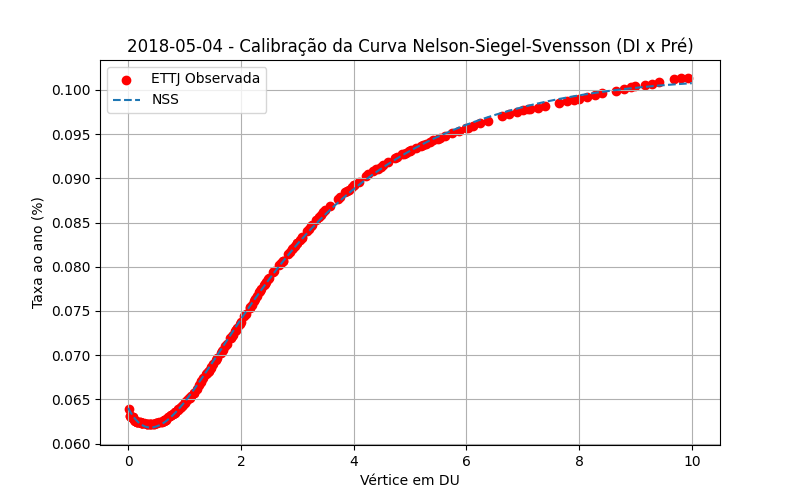 2018-05-04 - Calibração da Curva Nelson-Siegel-Svensson (DI x Pré)
ETTJ Observada
NSS
Taxa ao ano (%)
0.100
0.095
0.090
0.085
0.080
0.075
0.070
0.065
0.060
0 2 4 6 8 10
Vértice em DU